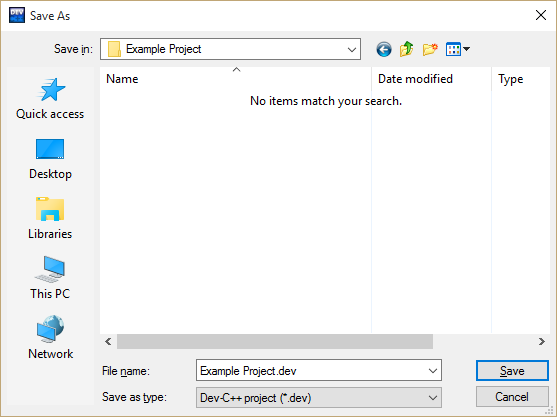 DEV
Save As
Save in:
Example Project
Name
Date modified
Type
No items match your search.
Quick access
Desktop
Libraries
This PC
Network
File name:
Example Project.dev
Save
Save as type:
Dev-C++ project (*.dev)
Cancel